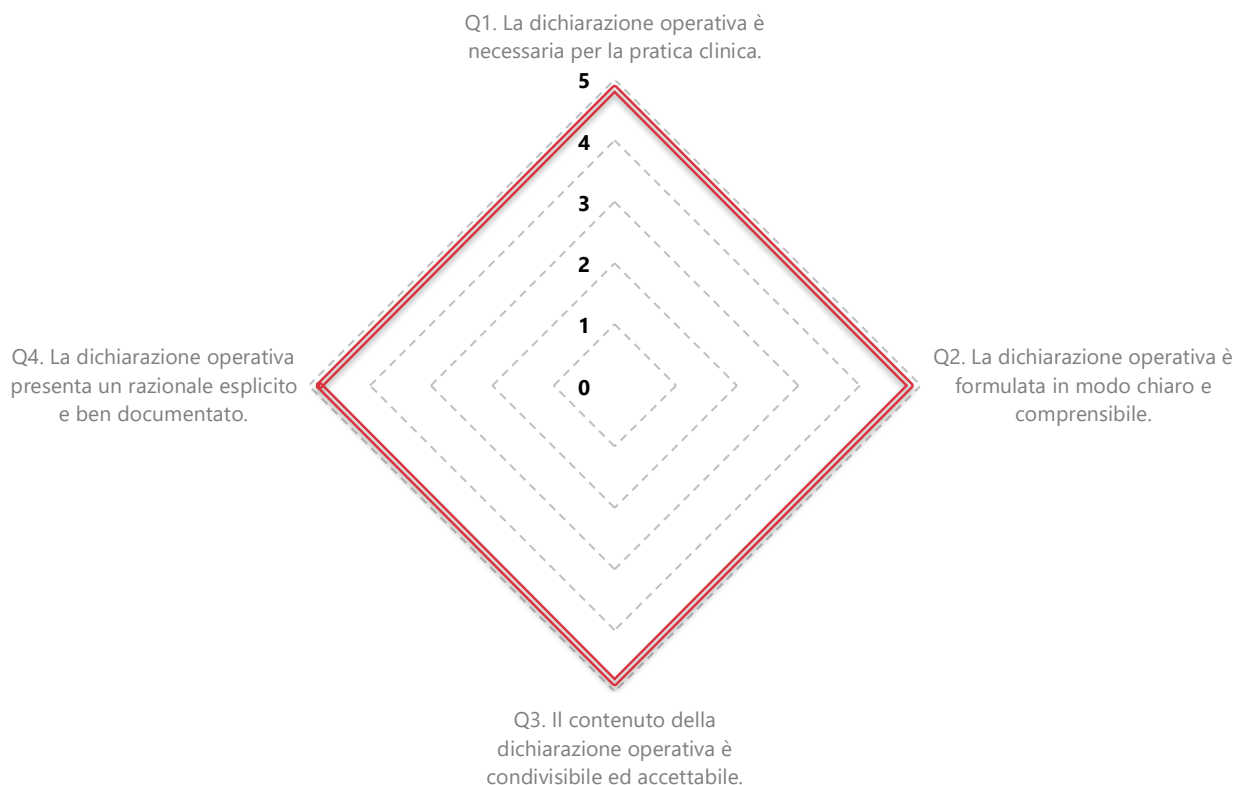 Q1. La dichiarazione operativa è
necessaria per la pratica clinica.
5
4
3
2
1
0
Q4. La dichiarazione operativa
presenta un razionale esplicito
e ben documentato.
Q2. La dichiarazione operativa è
formulata in modo chiaro e
comprensibile.
Q3. Il contenuto della
dichiarazione operativa è
condivisibile ed accettabile.